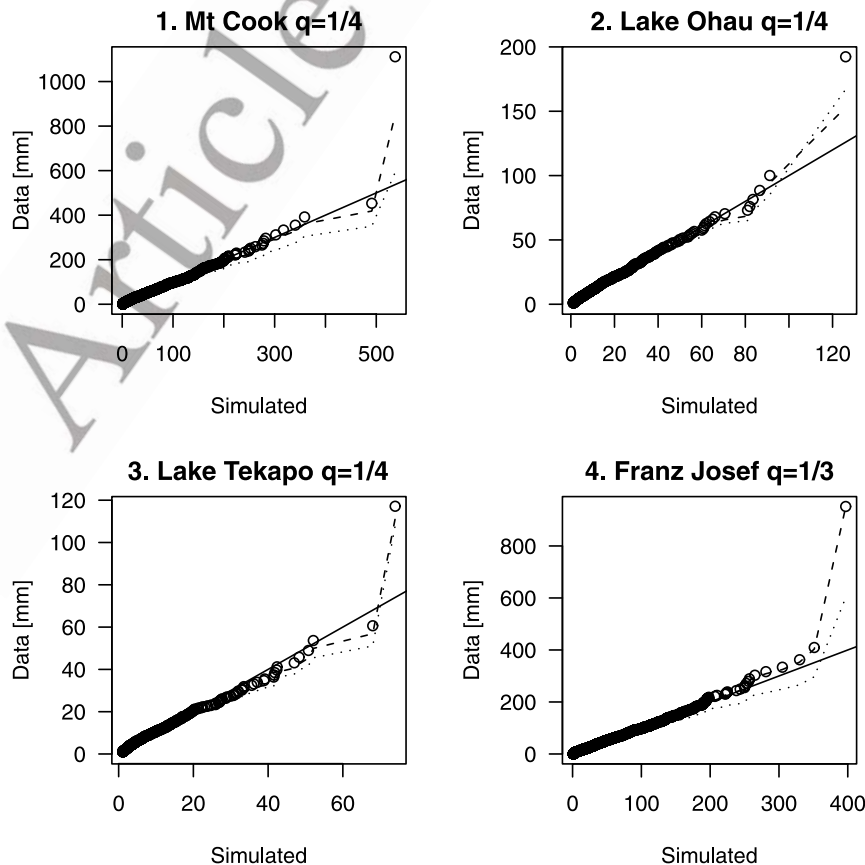 1. Mt Cook q=1/4
Data [mm]
1000
800
600
400
200
0
0 100 300 500
Simulated
2. Lake Ohau q=1/4
Data [mm]
200
150
100
50
0
0 20 40 60 80 120
Simulated
3. Lake Tekapo q=1/4
Data [mm]
120
100
80
60
40
20
0
0 20 40 60
Simulated
4. Franz Josef q=1/3
Data [mm]
800
600
400
200
0
0 100 200 300 400
Simulated
Article